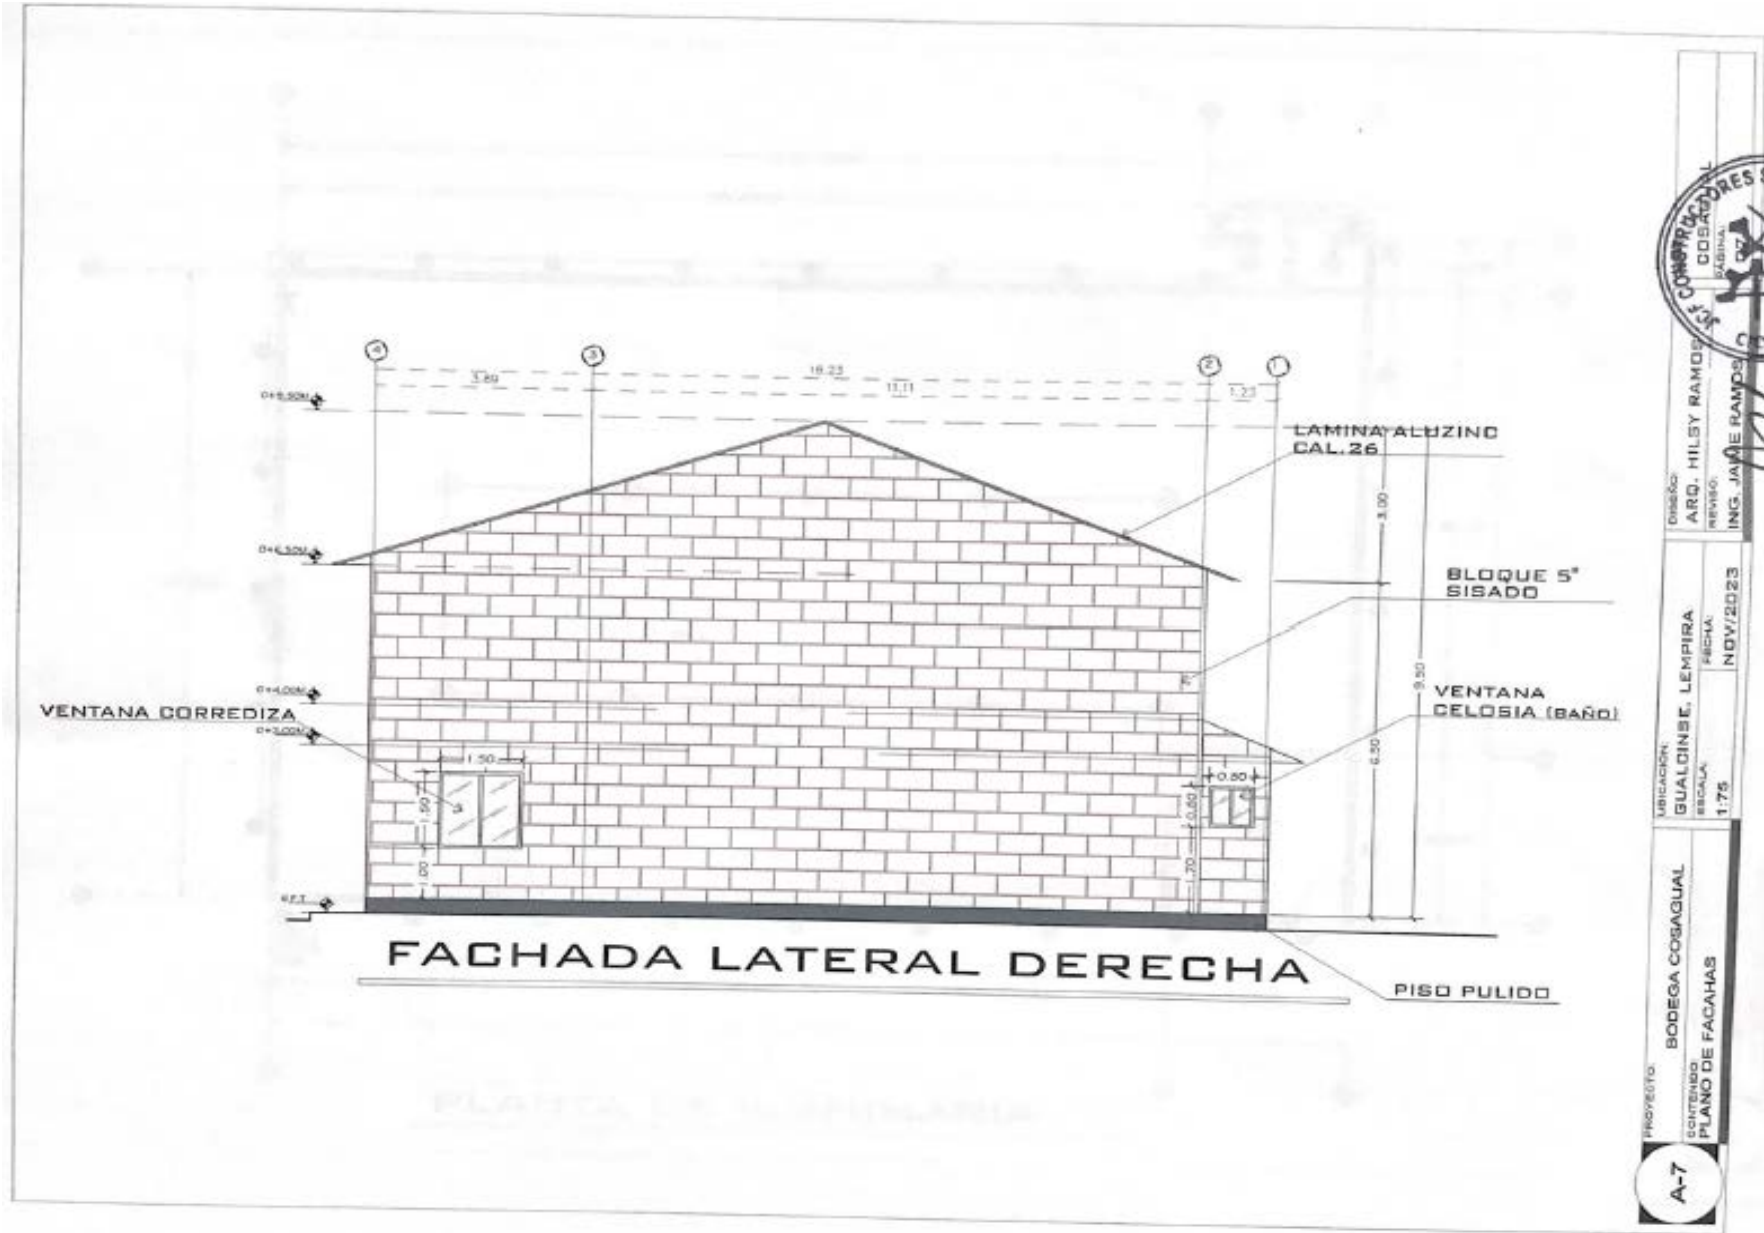 4
3
2
1
3.89
16.23
11.11
1.23
0+9.50M
LAMINA ALUZINC
CAL.26
3.00
0+6.50M
BLOQUE 5"
SISADO
9.50
0+4.00M
VENTANA
CELOSIA (BAÑO)
VENTANA CORREDIZA
0+3.00M
6.50
1.50
0.80
1.50
0.60
1.00
1.70
FACHADA LATERAL DERECHA
PISO PULIDO
DISEÑO:
ARQ. HILSY RAMOS
REVISO:
ING. JAIME RAMOS
PAGINA:
UBICACION:
GUALCINSE, LEMPIRA
ESCALA:
1:75
FECHA:
NOV/2023
PROYECTO:
BODEGA COSAGUAL
CONTENIDO:
PLANO DE FACAHAS
A-7